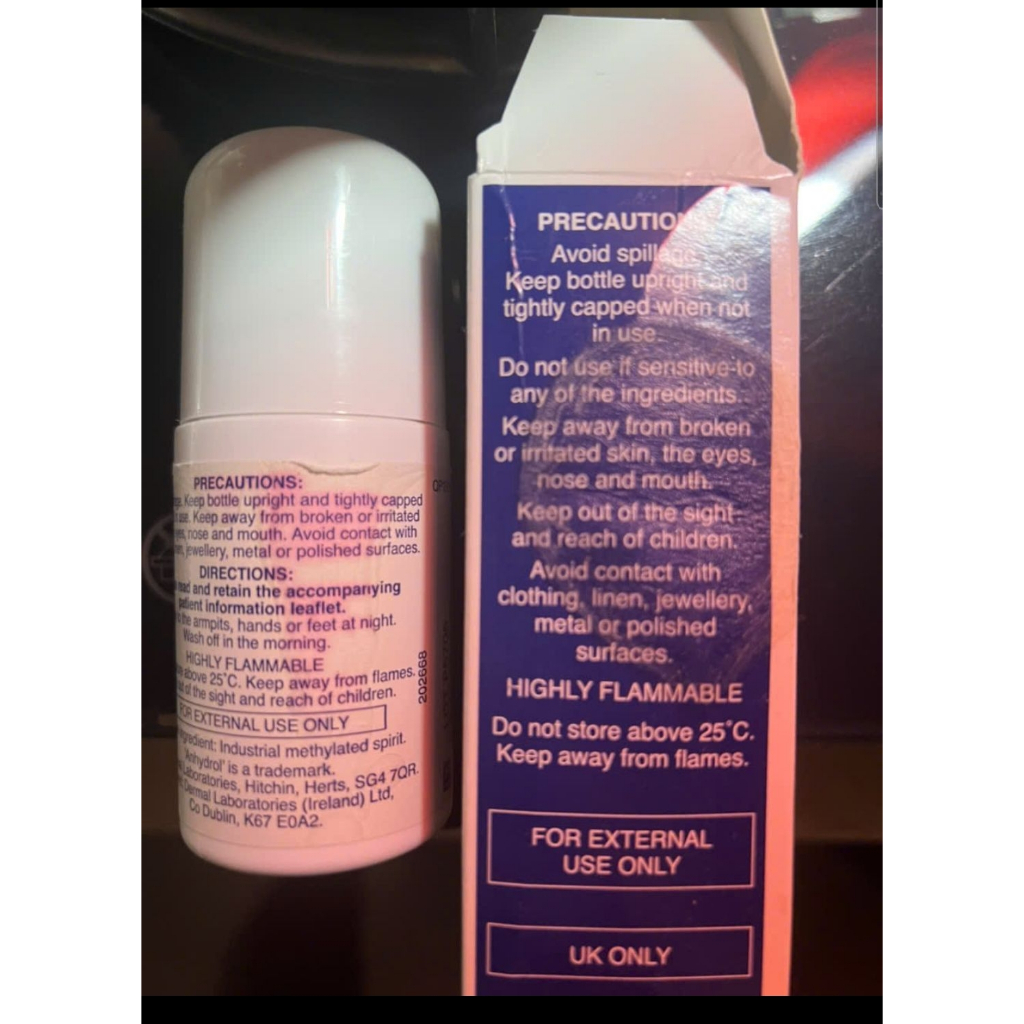 PRECAUTIONS:
Keep bottle upright and tightly capped
Keep away from broken or irritated
nose and mouth. Avoid contact with
jewellery, metal or polished surfaces.
DIRECTIONS:
and retain the accompanying
patient information leaflet.
the armpits, hands or feet at night.
Wash off in the morning.
HIGHLY FLAMMABLE
above 25°C. Keep away from flames.
of the sight and reach of children.
FOR EXTERNAL USE ONLY
Industrial methylated spirit.
'Anhydrol' is a trademark.
Laboratories, Hitchin, Herts, SG4 7QR.
Dermal Laboratories (Ireland) Ltd,
Co Dublin, K67 E0A2.
202668
PRECAUTIO
Avoid spillage.
Keep bottle upright and
tightly capped when not
in use.
Do not use if sensitive to
any of the ingredients.
Keep away from broken
or irritated skin, the eyes,
nose and mouth.
Keep out of the sight
and reach of children.
Avoid contact with
clothing, linen, jewellery,
metal or polished
surfaces.
HIGHLY FLAMMABLE
Do not store above 25°C.
Keep away from flames.
FOR EXTERNAL
USE ONLY
UK ONLY